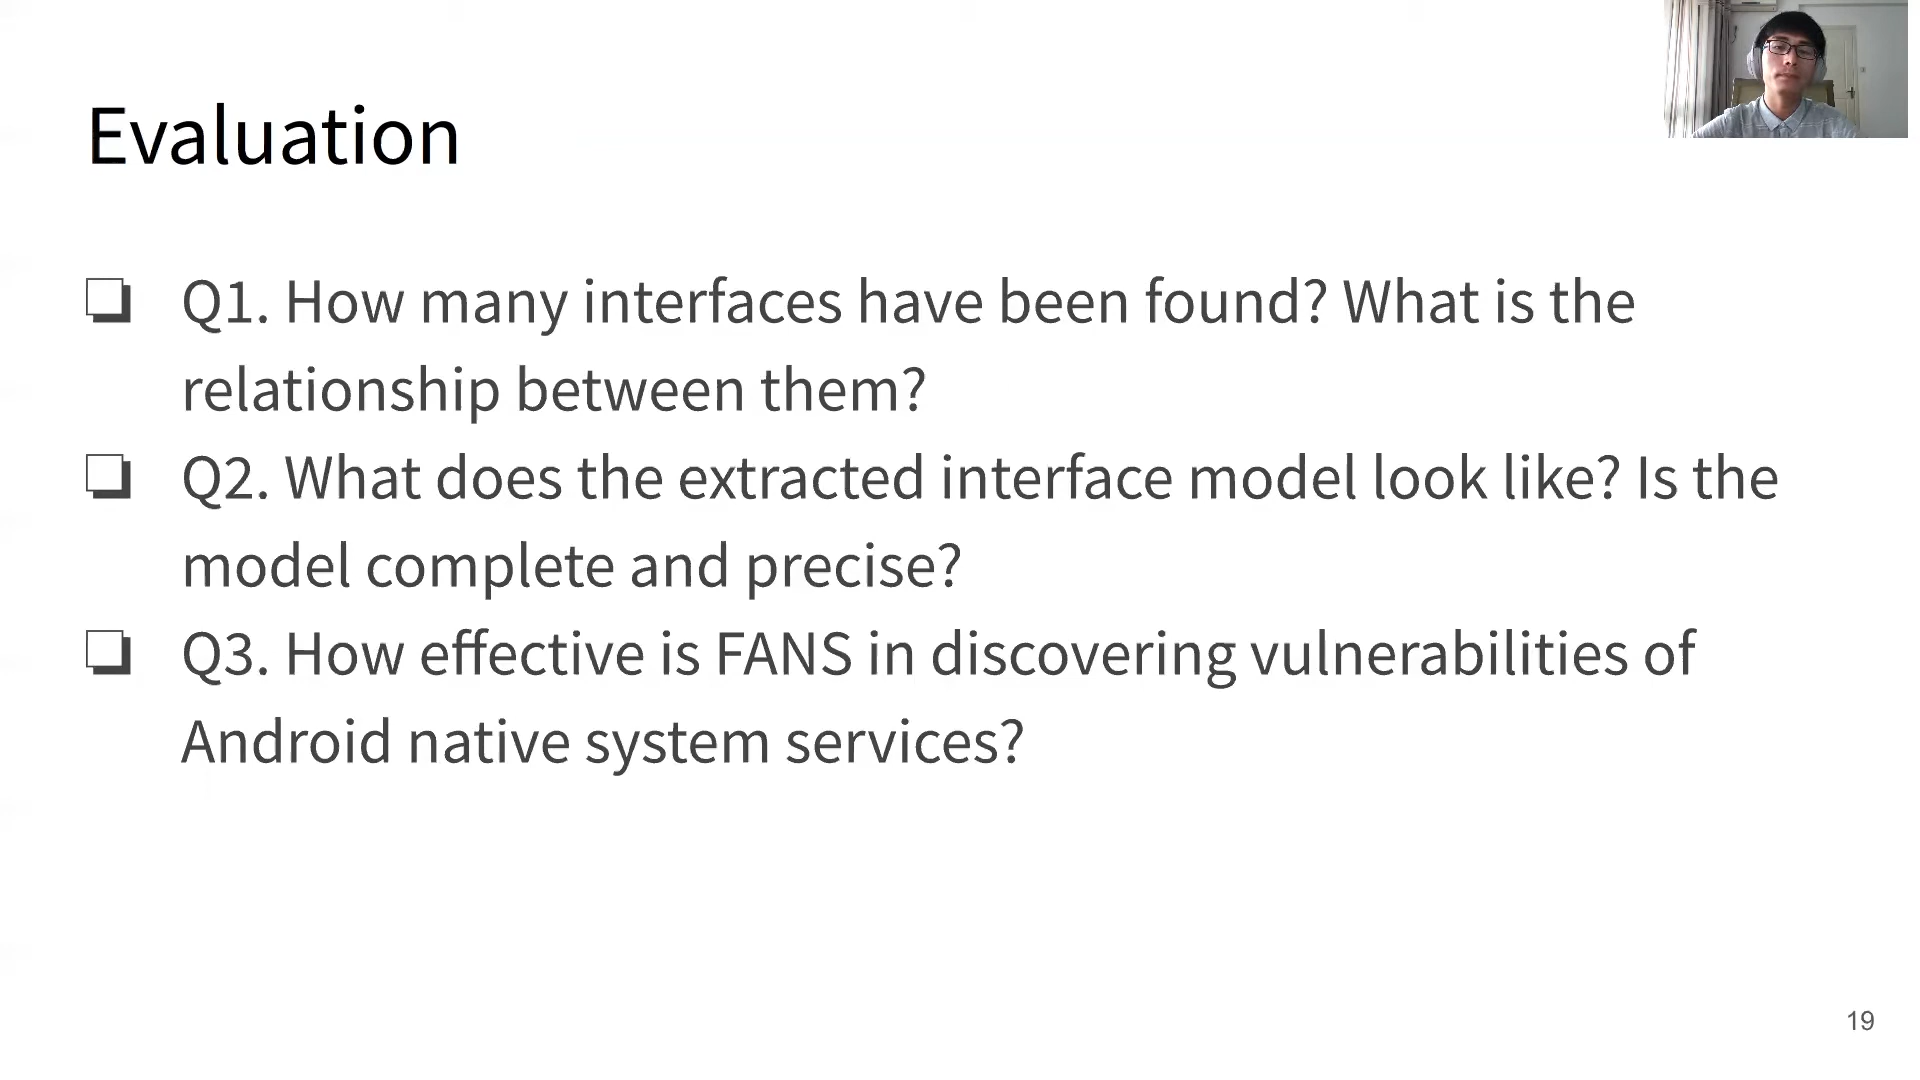 Evaluation
Q1. How many interfaces have been found? What is the
relationship between them?
Q2. What does the extracted interface model look like? Is the
model complete and precise?
Q3. How effective is FANS in discovering vulnerabilities of
Android native system services?
19